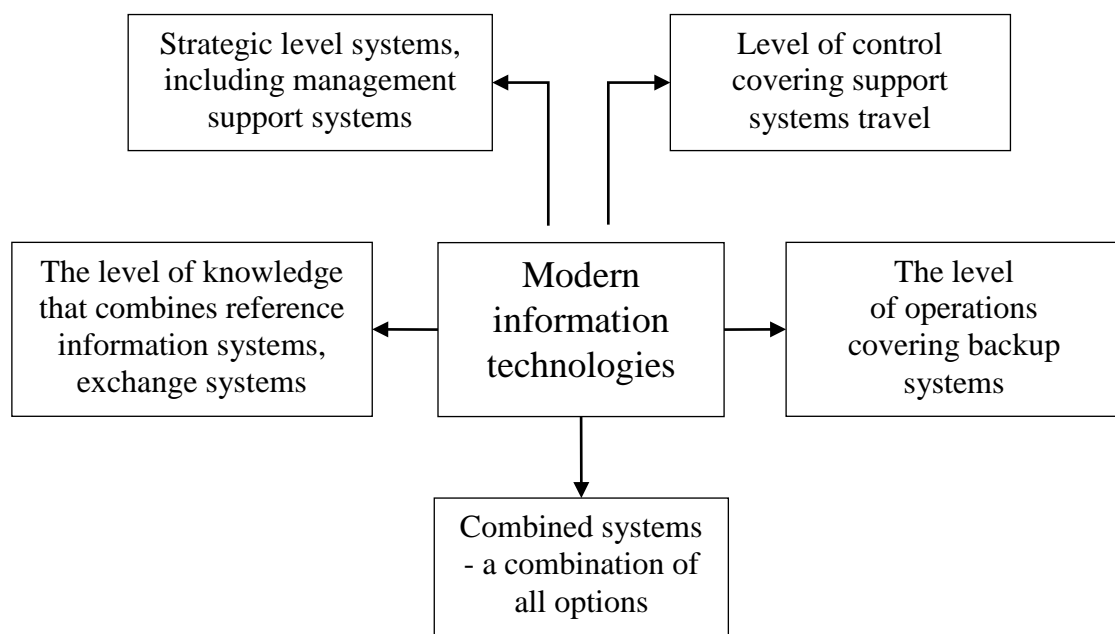 Strategic level systems,
including management
support systems
Level of control
covering support
systems travel
The level of knowledge
that combines reference
information systems,
exchange systems
Modern
information
technologies
The level
of operations
covering backup
systems
Combined systems
- a combination of
all options